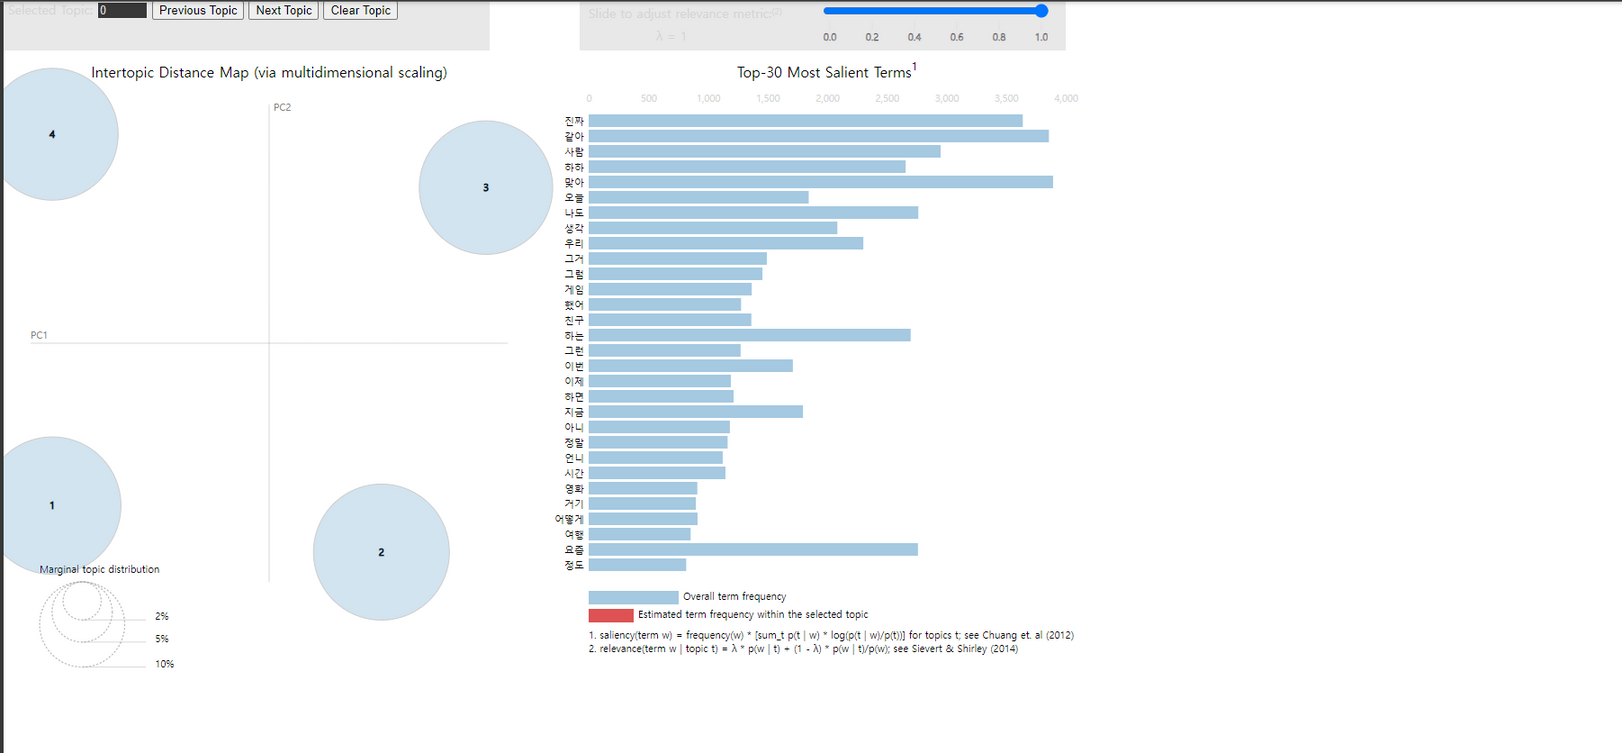 Selected Topic: 0 Previous Topic Next Topic Clear Topic
Slide to adjust relevance metric:(2)
λ = 1
0.0 0.2 0.4 0.6 0.8 1.0
Intertopic Distance Map (via multidimensional scaling)
PC2
PC1
4
3
1
2
Marginal topic distribution
2%
5%
10%
Top-30 Most Salient Terms1
0 500 1,000 1,500 2,000 2,500 3,000 3,500 4,000
진짜
같아
사람
하하
맞아
오늘
나도
생각
우리
그거
그럼
게임
했어
친구
하는
그런
이번
이제
하면
지금
아니
정말
언니
시간
영화
거기
어떻게
여행
요즘
정도
Overall term frequency
Estimated term frequency within the selected topic
1. saliency(term w) = frequency(w) * [sum_t p(t | w) * log(p(t | w)/p(t))] for topics t; see Chuang et. al (2012)
2. relevance(term w | topic t) = λ * p(w | t) + (1 - λ) * p(w | t)/p(w); see Sievert & Shirley (2014)